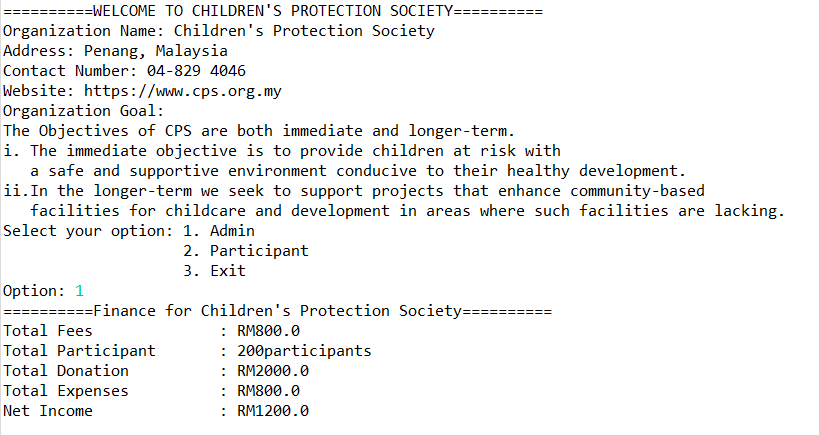 ==========WELCOME TO CHILDREN'S PROTECTION SOCIETY==========
Organization Name: Children's Protection Society
Address: Penang, Malaysia
Contact Number: 04-829 4046
Website: https://www.cps.org.my
Organization Goal:
The Objectives of CPS are both immediate and longer-term.
i. The immediate objective is to provide children at risk with
   a safe and supportive environment conducive to their healthy development.
ii.In the longer-term we seek to support projects that enhance community-based
   facilities for childcare and development in areas where such facilities are lacking.
Select your option: 1. Admin
                    2. Participant
                    3. Exit
Option: 1
==========Finance for Children's Protection Society==========
Total Fees              : RM800.0
Total Participant       : 200participants
Total Donation          : RM2000.0
Total Expenses          : RM800.0
Net Income              : RM1200.0